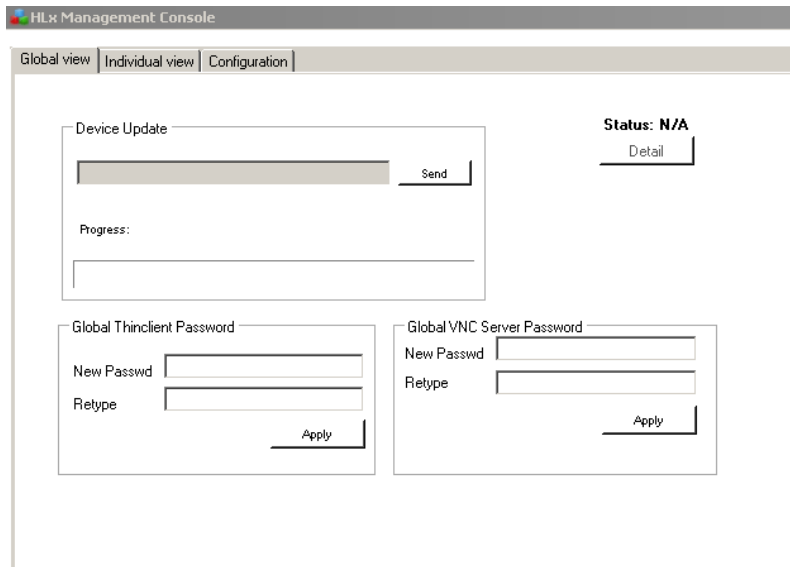 HLx Management Console
Global view Individual view Configuration
Device Update
Status: N/A
Detail
Send
Progress:
Global Thinclient Password
New Passwd
Retype
Apply
Global VNC Server Password
New Passwd
Retype
Apply